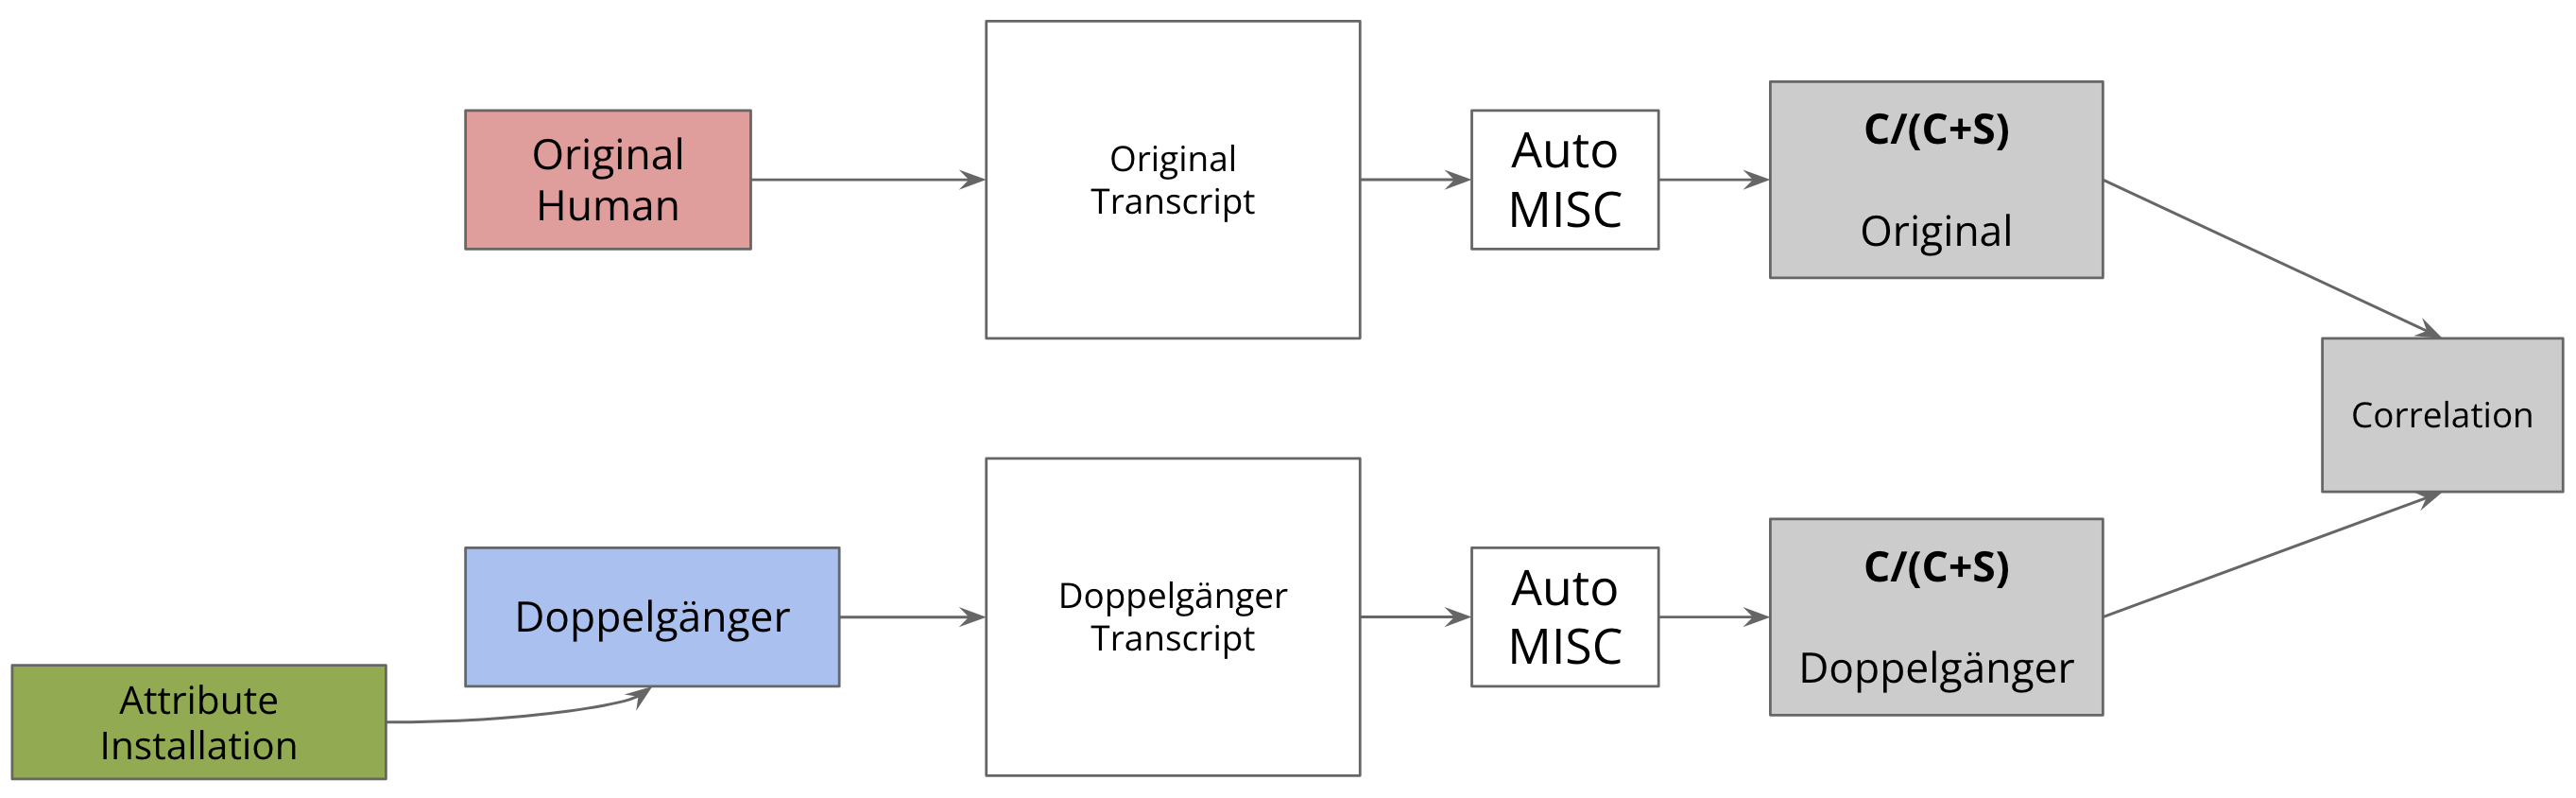 Original
Human
Original
Transcript
Auto
MISC
C/(C+S)
Original
Correlation
Attribute
Installation
Doppelgänger
Doppelgänger
Transcript
Auto
MISC
C/(C+S)
Doppelgänger